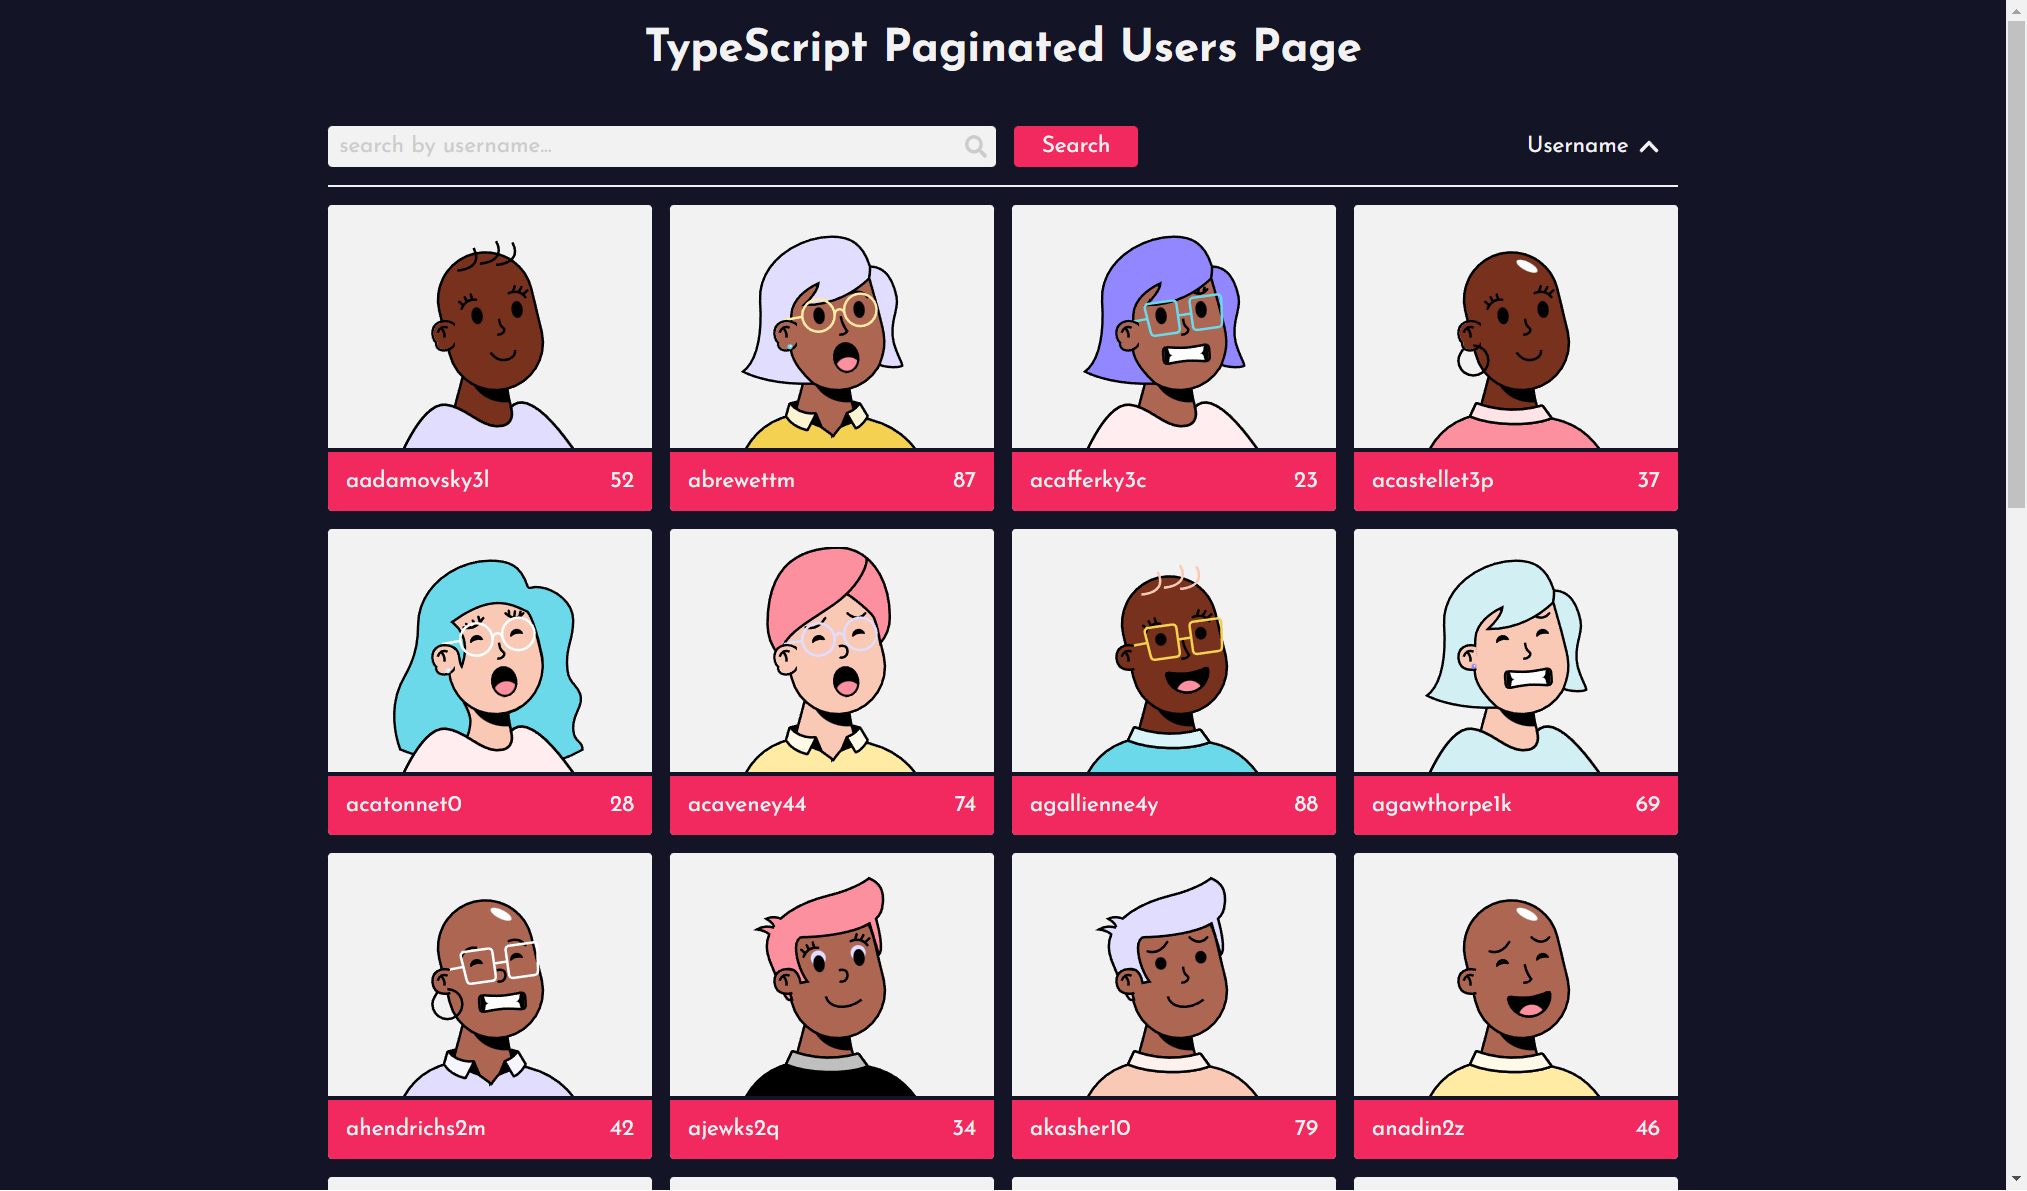 TypeScript Paginated Users Page
search by username...
Search
Username
aadamovsky3l 52
abrewettm 87
acafferky3c 23
acastellet3p 37
acatonnet0 28
acaveney44 74
agallienne4y 88
agawthorpe1k 69
ahendrichs2m 42
ajewks2q 34
akasher10 79
anadin2z 46